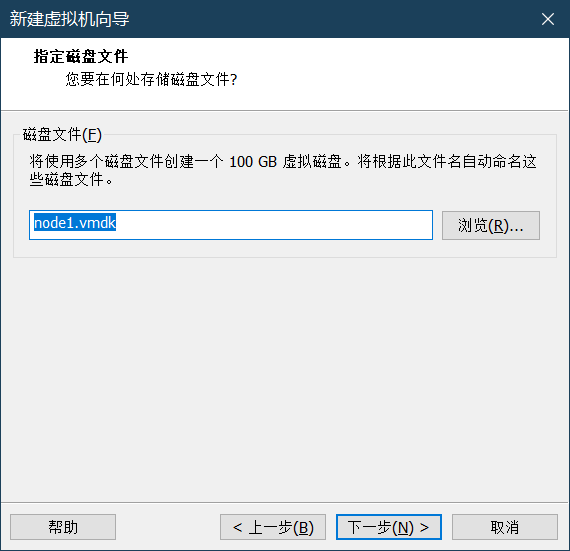 新建虚拟机向导
指定磁盘文件
您要在何处存储磁盘文件?
磁盘文件(F)
将使用多个磁盘文件创建一个 100 GB 虚拟磁盘。将根据此文件名自动命名这
些磁盘文件。
node1.vmdk
浏览(R)...
帮助
< 上一步(B)
下一步(N) >
取消